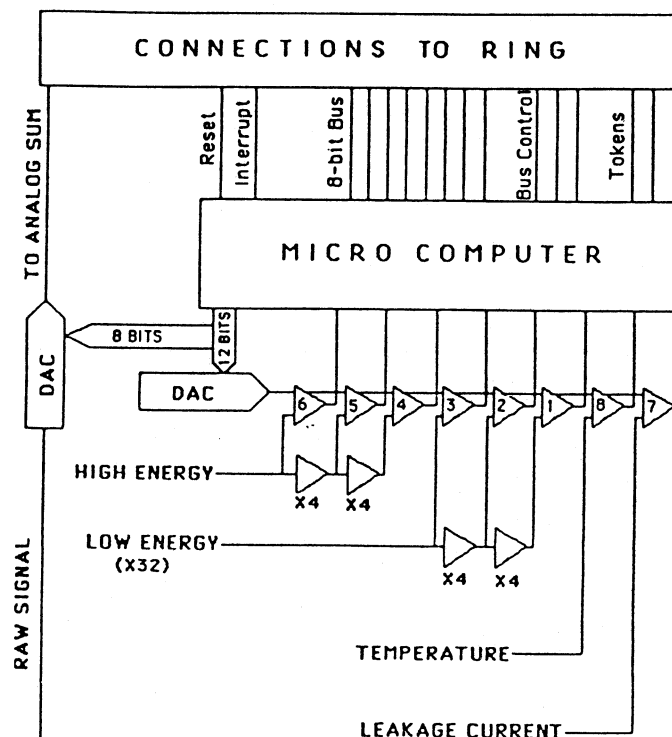 CONNECTIONS TO RING
TO ANALOG SUM
Reset
Interrupt
8-bit Bus
Bus Control
Tokens
MICRO COMPUTER
8 BITS
12 BITS
DAC
DAC
6
5
4
3
2
1
8
7
HIGH ENERGY
X4
X4
LOW ENERGY
(X32)
X4
X4
RAW SIGNAL
TEMPERATURE
LEAKAGE CURRENT